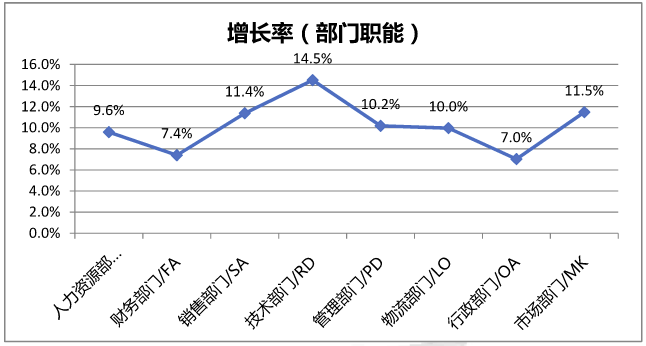 增长率（部门职能）
16.0%
14.0%
12.0%
10.0%
8.0%
6.0%
4.0%
2.0%
0.0%
9.6%
7.4%
11.4%
14.5%
10.2%
10.0%
7.0%
11.5%
人力资源部...
财务部门/FA
销售部门/SA
技术部门/RD
管理部门/PD
物流部门/LO
行政部门/OA
市场部门/MK